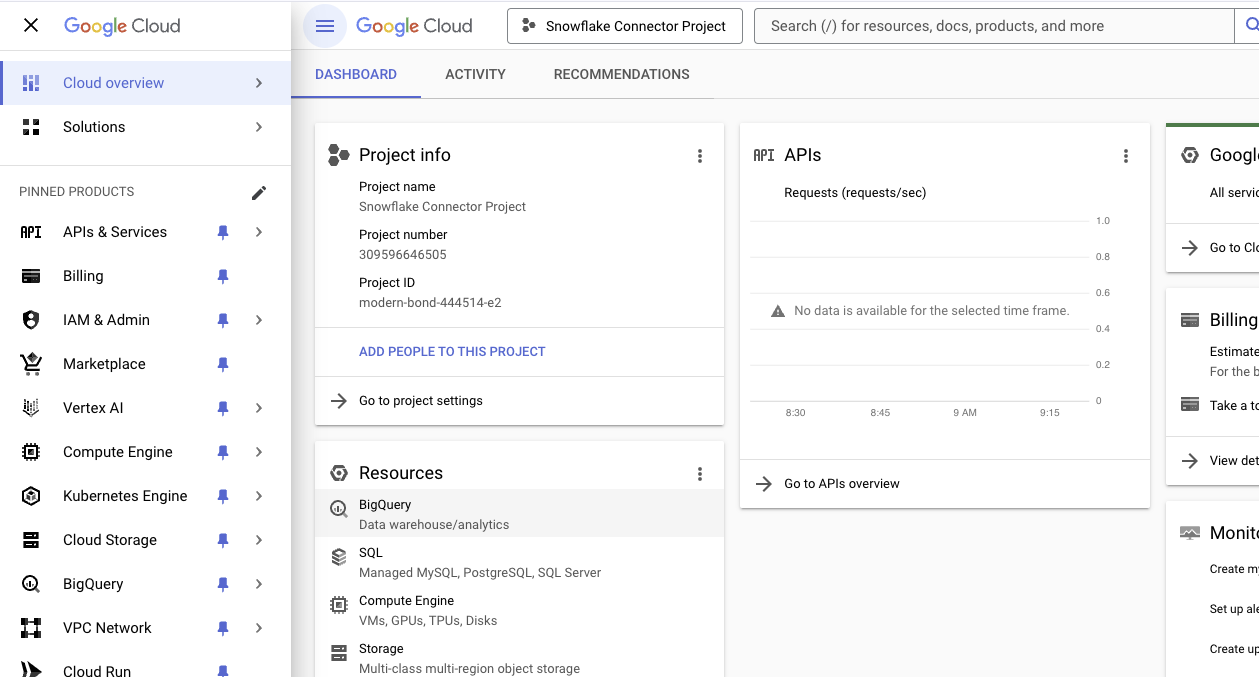 Google Cloud
Cloud overview
Solutions
PINNED PRODUCTS
API APIs & Services
Billing
IAM & Admin
Marketplace
Vertex AI
Compute Engine
Kubernetes Engine
Cloud Storage
BigQuery
VPC Network
Cloud Run
Google Cloud
Snowflake Connector Project
Search (/) for resources, docs, products, and more
DASHBOARD
ACTIVITY
RECOMMENDATIONS
Project info
Project name
Snowflake Connector Project
Project number
309596646505
Project ID
modern-bond-444514-e2
ADD PEOPLE TO THIS PROJECT
Go to project settings
Resources
BigQuery
Data warehouse/analytics
SQL
Managed MySQL, PostgreSQL, SQL Server
Compute Engine
VMs, GPUs, TPUs, Disks
Storage
Multi-class multi-region object storage
API APIs
Requests (requests/sec)
1.0
0.8
0.6
No data is available for the selected time frame.
0.4
0.2
0
8:30 8:45 9 AM 9:15
Go to APIs overview
Googl
All servic
Go to Clo
Billing
Estimate
For the b
Take a to
View det
Monito
Create my
Set up ale
Create up